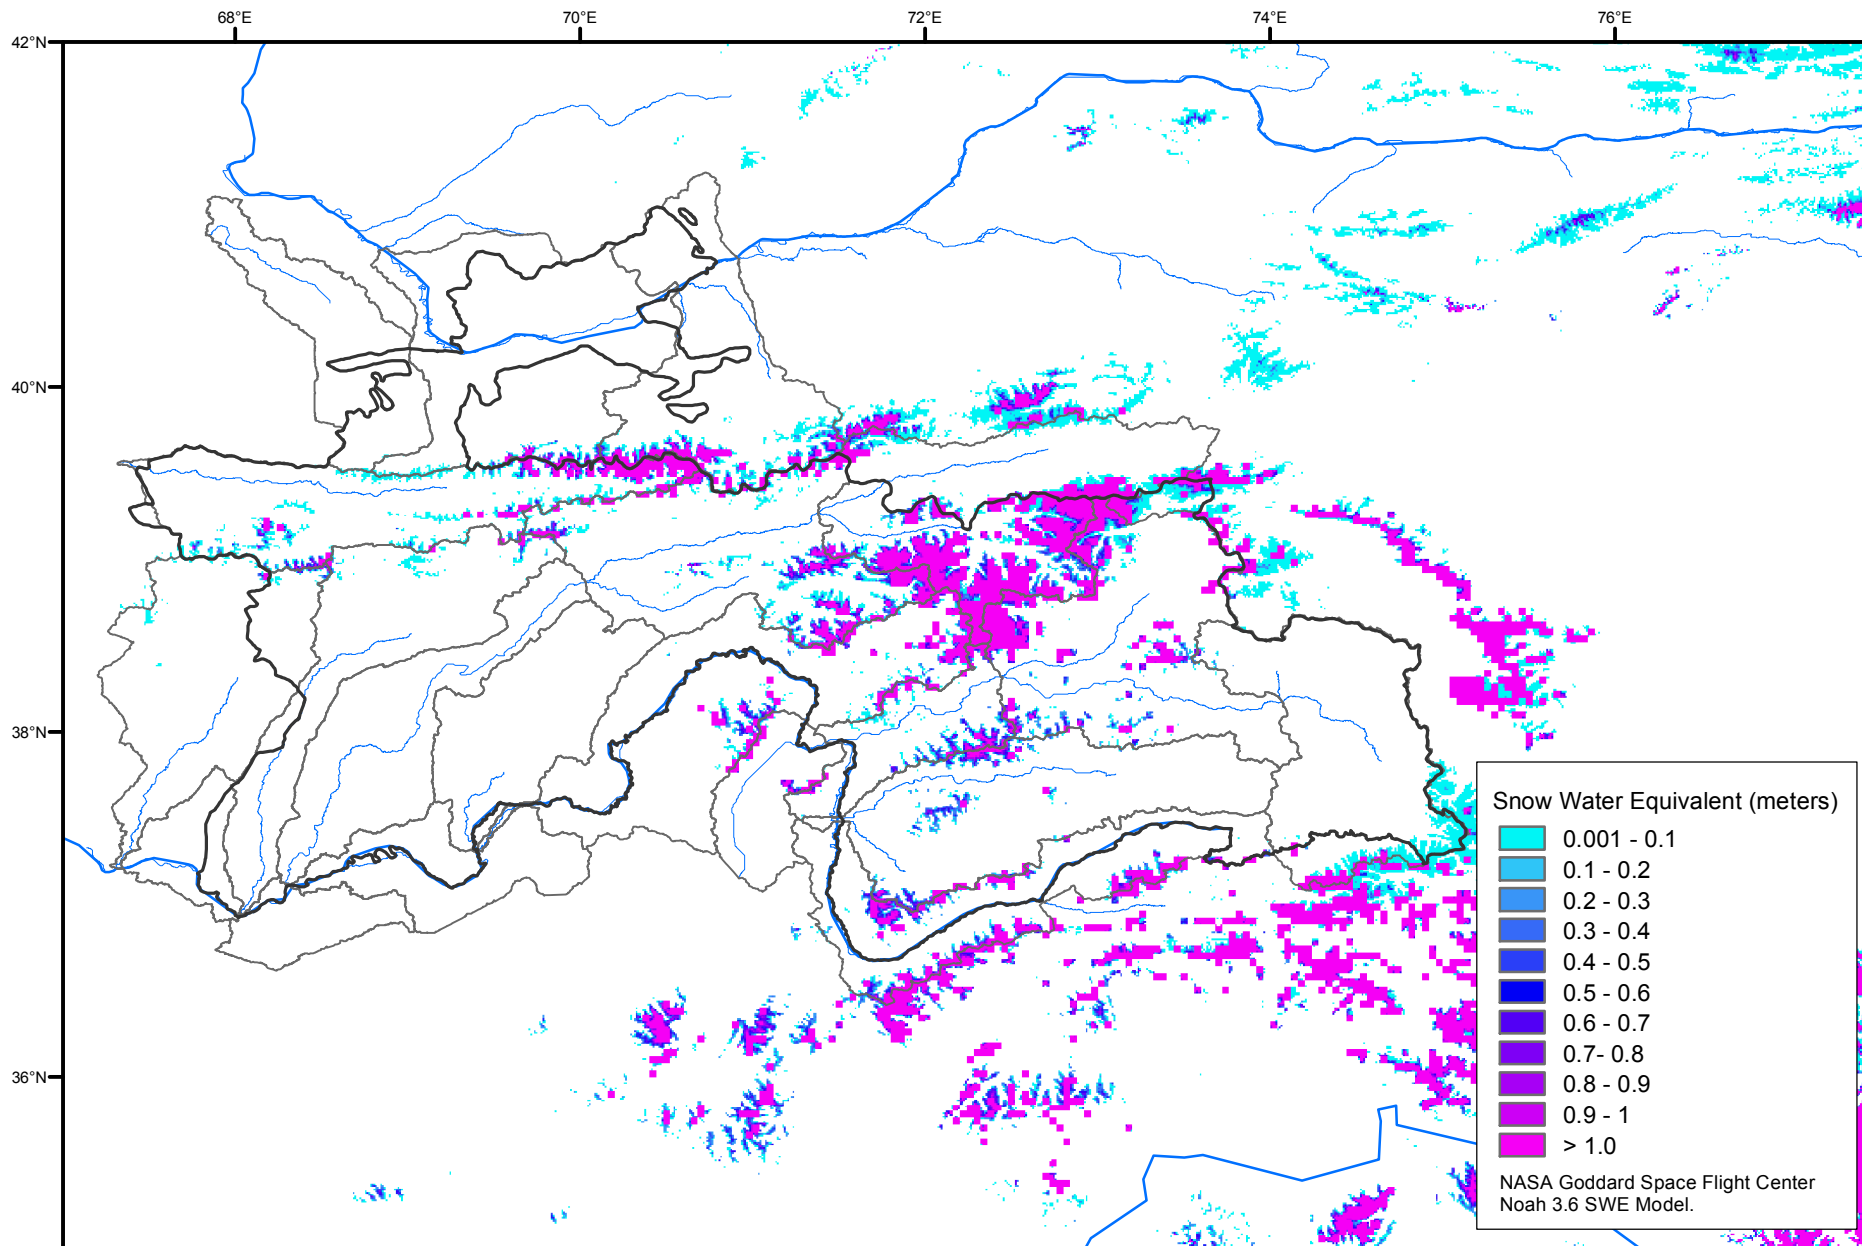 68°E 70°E 72°E 74°E 76°E
42°N
40°N
38°N
36°N
Snow Water Equivalent (meters)
0.001 - 0.1
0.1 - 0.2
0.2 - 0.3
0.3 - 0.4
0.4 - 0.5
0.5 - 0.6
0.6 - 0.7
0.7- 0.8
0.8 - 0.9
0.9 - 1
> 1.0
NASA Goddard Space Flight Center
Noah 3.6 SWE Model.